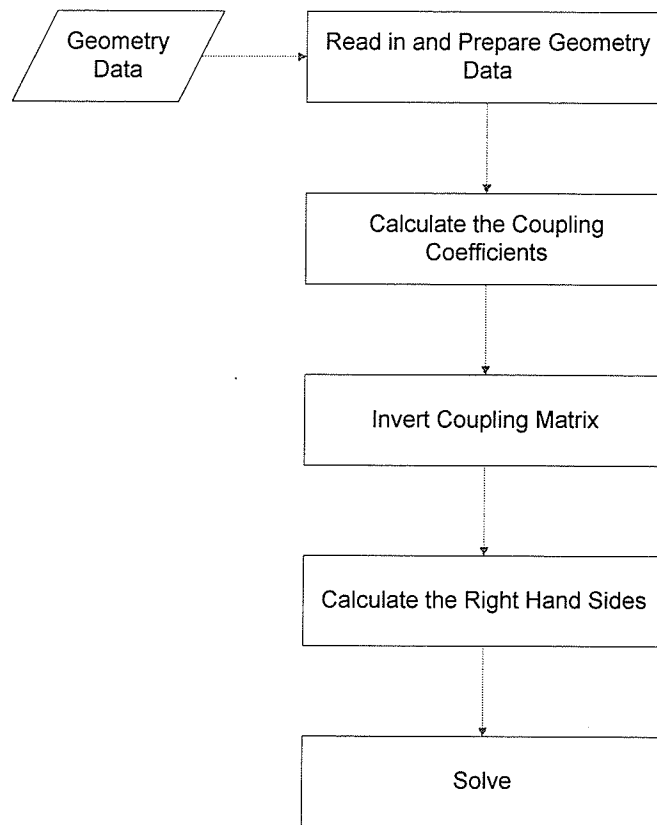 Geometry
Data
Read in and Prepare Geometry
Data
Calculate the Coupling
Coefficients
Invert Coupling Matrix
Calculate the Right Hand Sides
Solve